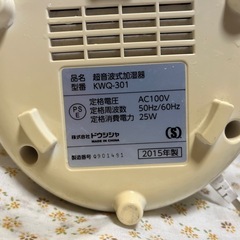 品名 超音波式加湿器
型番 KWQ-301
PS
E
定格電圧 AC100V
定格周波数 50Hz/60Hz
定格消費電力 25W
株式会社 ドウシシャ
MADE IN CHINA
製造番号 Q501451
2015年製